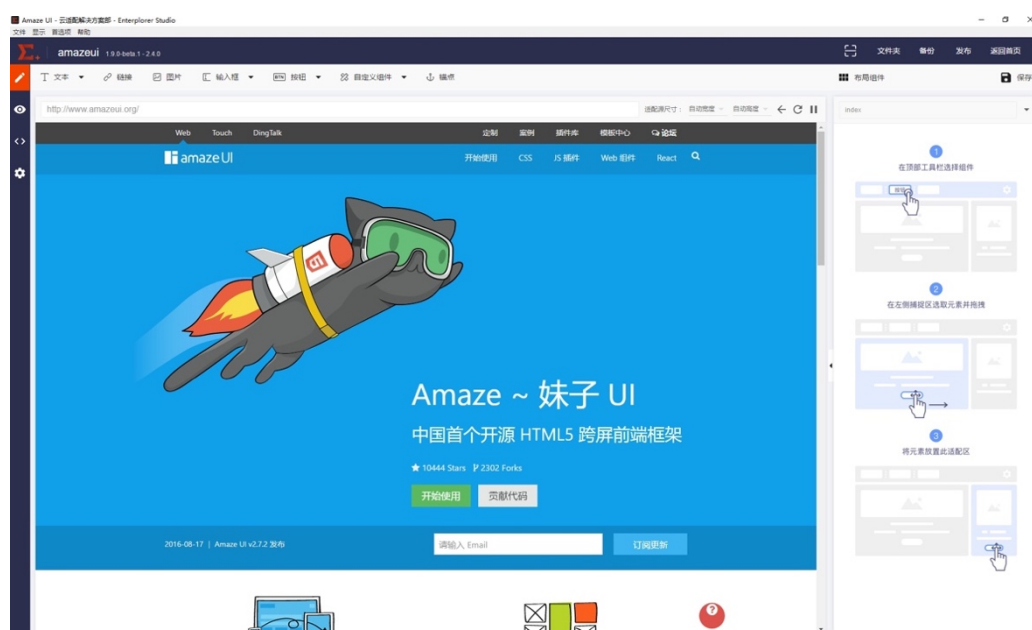 Amaze UI - 云适配解决方案部 - Enterplorer Studio
文件 显示 首选项 帮助
amazeui 1.9.0-beta.1 - 2.4.0
文件夹 备份 发布 返回首页
文本 链接 图片 输入框 BTN 按钮 自定义组件 锚点
布局组件 保存
http://www.amazeui.org/
适配源尺寸： 自动宽度 自动高度
index
Web Touch DingTalk
定制 案例 插件库 模板中心 论坛
amazeUI
开始使用 CSS JS 插件 Web 组件 React
1
在顶部工具栏选择组件
2
在左侧捕捉区选取元素并拖拽
3
将元素放置此适配区
Amaze ~ 妹子 UI
中国首个开源 HTML5 跨屏前端框架
10444 Stars 2302 Forks
开始使用 贡献代码
2016-08-17 | Amaze UI v2.7.2 发布
请输入 Email
订阅更新
?